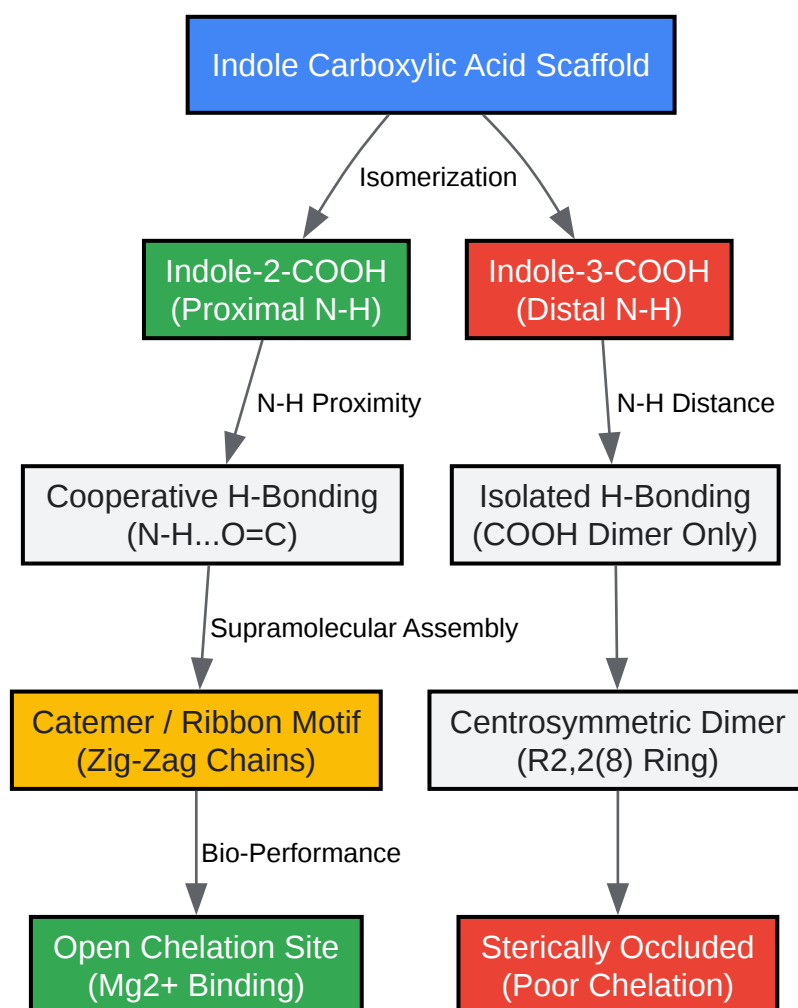 Indole Carboxylic Acid Scaffold
Isomerization
Indole-2-COOH
(Proximal N-H)
Indole-3-COOH
(Distal N-H)
N-H Proximity
N-H Distance
Cooperative H-Bonding
(N-H...O=C)
Isolated H-Bonding
(COOH Dimer Only)
Supramolecular Assembly
Catemer / Ribbon Motif
(Zig-Zag Chains)
Centrosymmetric Dimer
(R2,2(8) Ring)
Bio-Performance
Open Chelation Site
(Mg2+ Binding)
Sterically Occluded
(Poor Chelation)